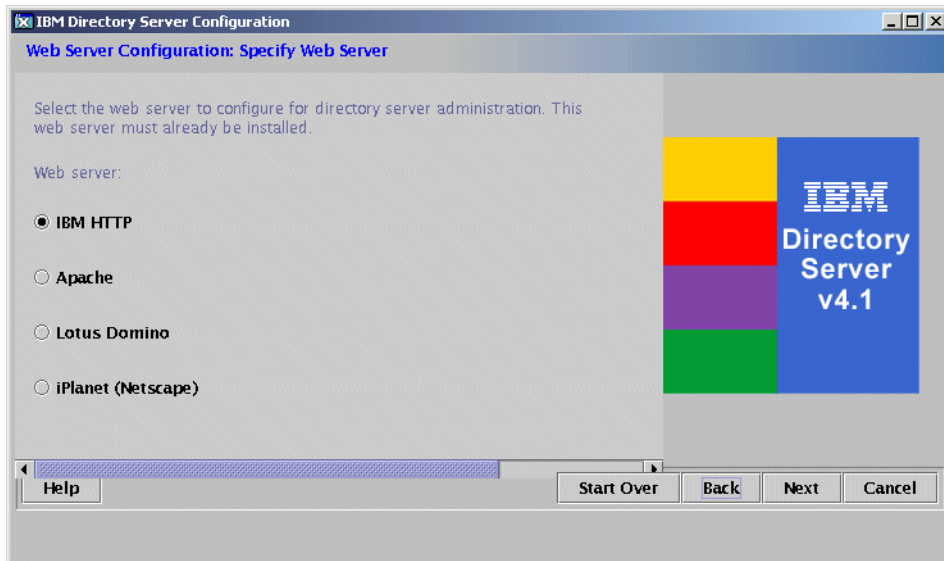 IBM Directory Server Configuration
Web Server Configuration: Specify Web Server
Select the web server to configure for directory server administration. This
web server must already be installed.
Web server:
IBM HTTP
Apache
Lotus Domino
iPlanet (Netscape)
IBM
Directory
Server
v4.1
Help
Start Over
Back
Next
Cancel